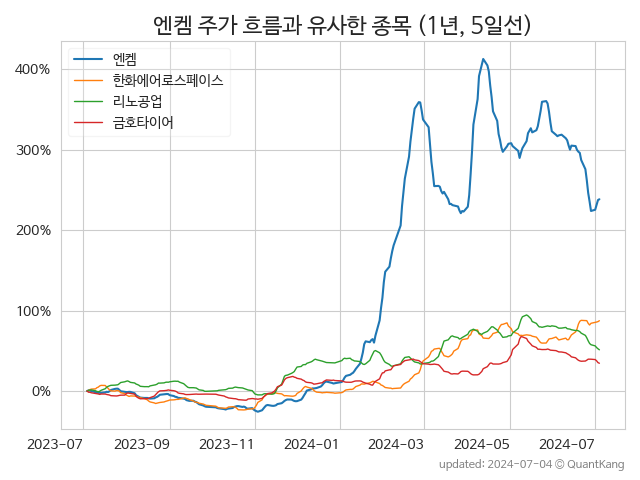 엔켐 주가 흐름과 유사한 종목 (1년, 5일선)
엔켐
한화에어로스페이스
리노공업
금호타이어
400%
300%
200%
100%
0%
2023-07
2023-09
2023-11
2024-01
2024-03
2024-05
2024-07
updated: 2024-07-04 © QuantKang